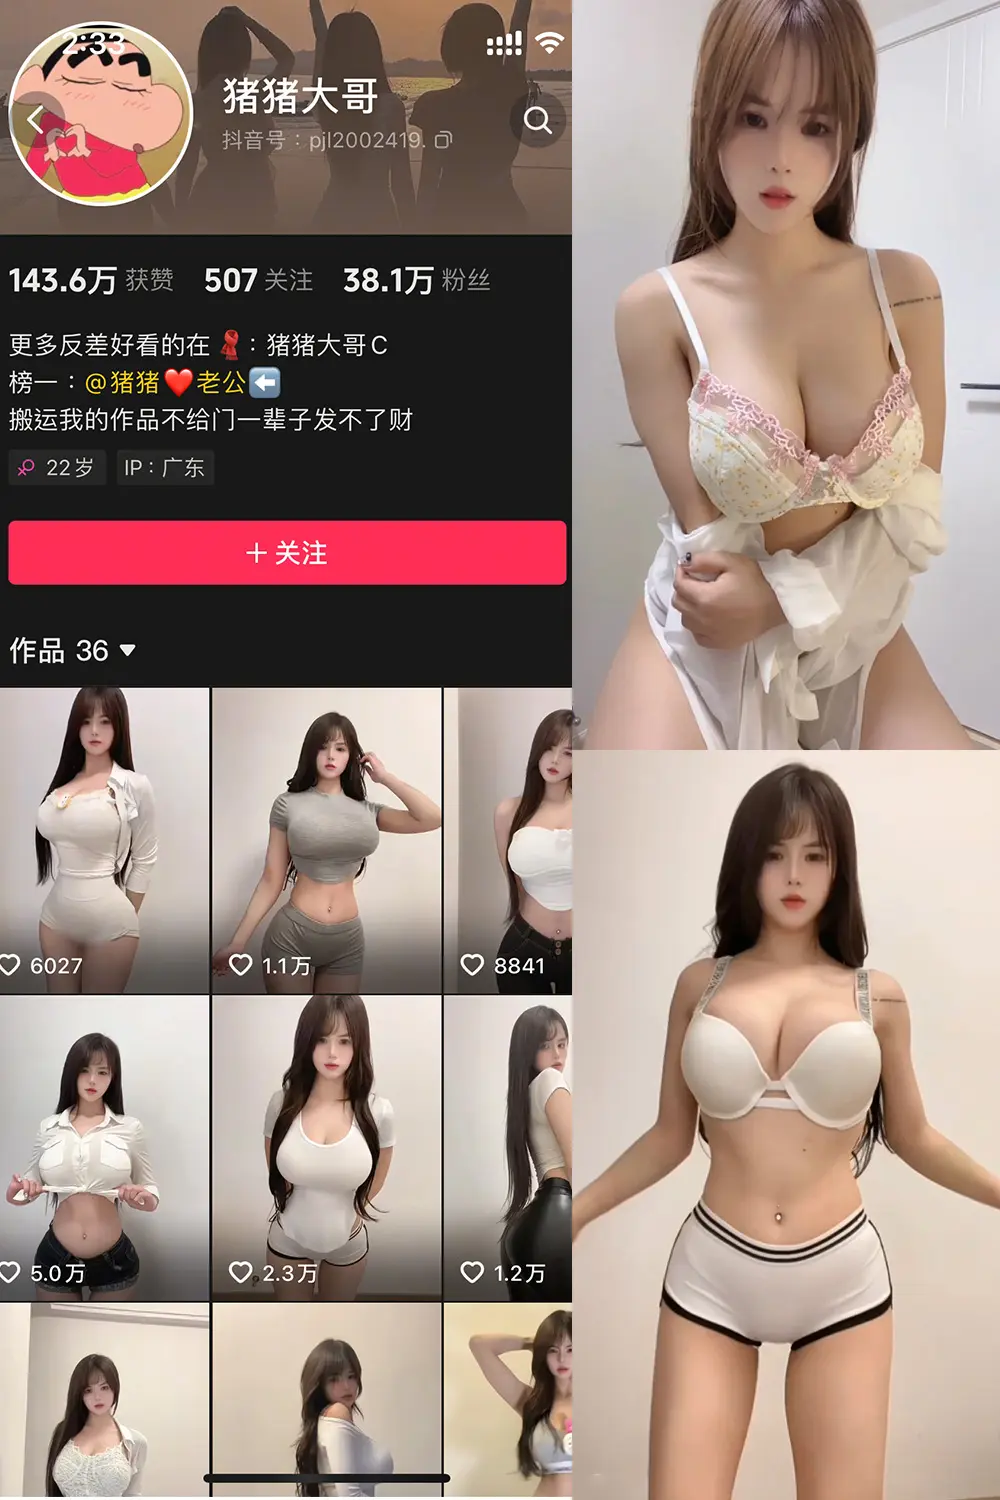 2:33
猪猪大哥
抖音号：pjl2002419.
143.6万 获赞 507 关注 38.1万 粉丝
更多反差好看的在🧣：猪猪大哥C
榜一：@猪猪❤️老公⬅️
搬运我的作品不给门一辈子发不了财
22岁 IP：广东
＋关注
作品 36
6027
1.1万
8841
5.0万
2.3万
1.2万